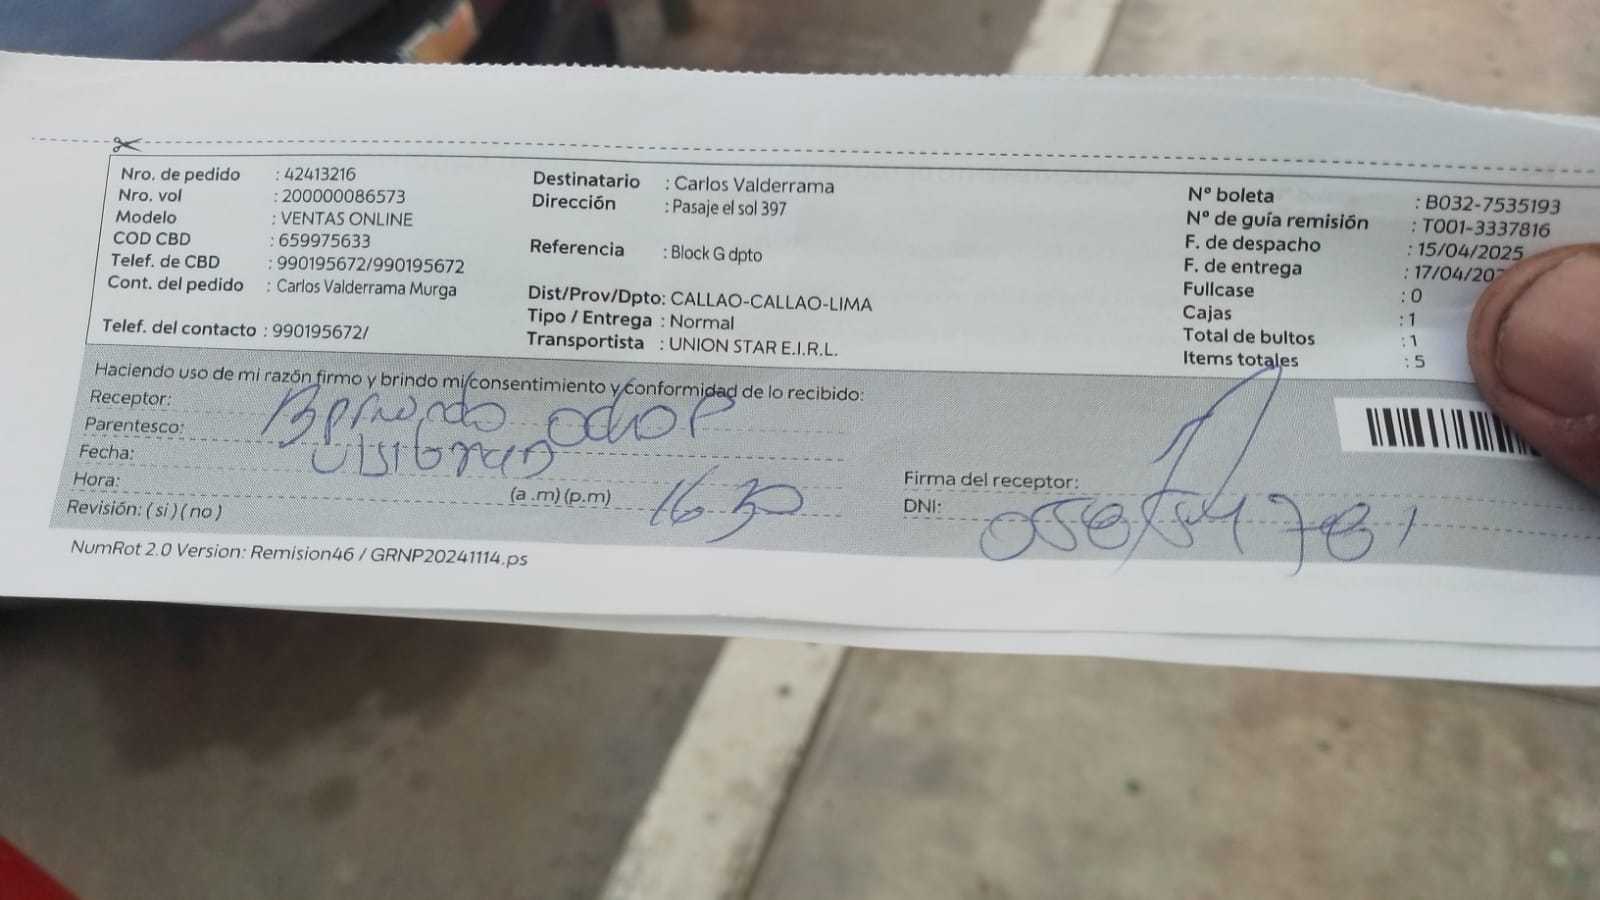 Nro. de pedido : 42413216
Nro. vol : 200000086573
Modelo : VENTAS ONLINE
COD CBD : 659975633
Telef. de CBD : 990195672/990195672
Cont. del pedido : Carlos Valderrama Murga
Telef. del contacto : 990195672/
Destinatario : Carlos Valderrama
Dirección : Pasaje el sol 397
Referencia : Block G dpto
Dist/Prov/Dpto: CALLAO-CALLAO-LIMA
Tipo / Entrega : Normal
Transportista : UNION STAR E.I.R.L.
N° boleta : B032-7535193
N° de guía remisión : T001-3337816
F. de despacho : 15/04/2025
F. de entrega : 17/04/202
Fullcase : 0
Cajas : 1
Total de bultos : 1
Items totales : 5
Haciendo uso de mi razón firmo y brindo mi consentimiento y conformidad de lo recibido:
Receptor:
Parentesco:
Fecha:
Hora: (a .m) (p.m) 16 30
Revisión: ( si ) ( no )
Firma del receptor:
DNI:
NumRot 2.0 Version: Remision46 / GRNP20241114.ps